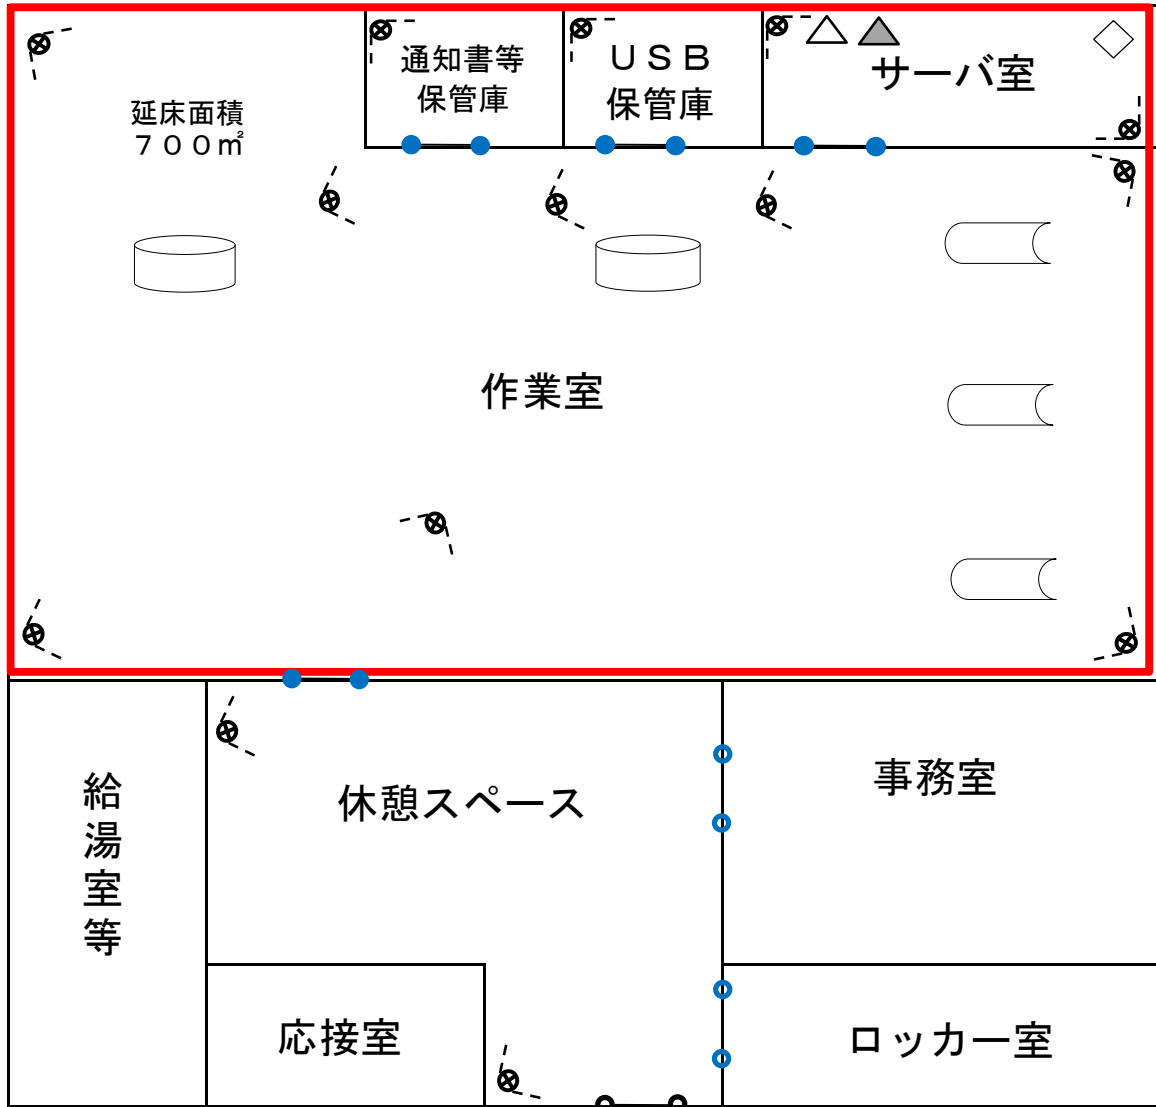 通知書等
保管庫
ＵＳＢ
保管庫
サーバ室
延床面積
７００㎡
作業室
給湯室等
休憩スペース
事務室
応接室
ロッカー室